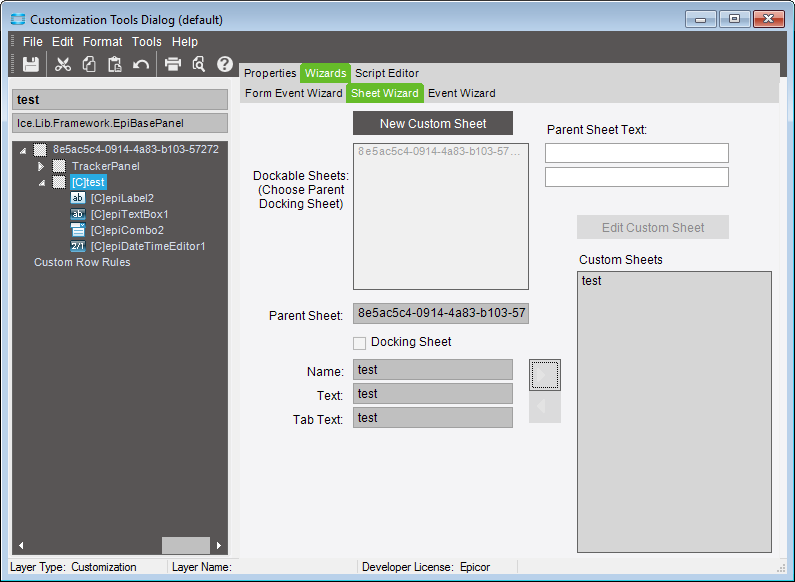 Customization Tools Dialog (default)
File Edit Format Tools Help
Properties Wizards Script Editor
Form Event Wizard Sheet Wizard Event Wizard
test
Ice.Lib.Framework.EpiBasePanel
8e5ac5c4-0914-4a83-b103-57272
TrackerPanel
[C]test
[C]epiLabel2
[C]epiTextBox1
[C]epiCombo2
[C]epiDateTimeEditor1
Custom Row Rules
New Custom Sheet
Dockable Sheets:
(Choose Parent
Docking Sheet)
8e5ac5c4-0914-4a83-b103-57...
Parent Sheet: 8e5ac5c4-0914-4a83-b103-57
Docking Sheet
Name: test
Text: test
Tab Text: test
Parent Sheet Text:
Edit Custom Sheet
Custom Sheets
test
Layer Type: Customization Layer Name: Developer License: Epicor